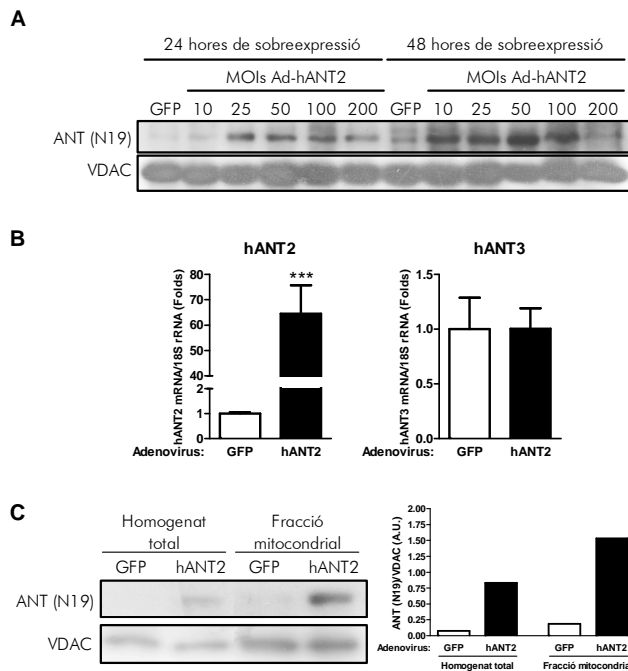 A
24 hores de sobreexpressió 48 hores de sobreexpressió
MOIs Ad-hANT2 MOIs Ad-hANT2
GFP 10 25 50 100 200 GFP 10 25 50 100 200
ANT (N19)
VDAC
B
hANT2
hANT2 mRNA/18S rRNA (Folds)
80
70
60
50
40
2
1
0
***
Adenovirus: GFP hANT2
hANT3
hANT3 mRNA/18S rRNA (Folds)
1.5
1.0
0.5
0.0
Adenovirus: GFP hANT2
C
Homogenat total Fracció mitocondrial
GFP hANT2 GFP hANT2
ANT (N19)
VDAC
ANT (N19)/VDAC (A.U.)
2.00
1.75
1.50
1.25
1.00
0.75
0.50
0.25
0.00
Adenovirus: GFP hANT2 GFP hANT2
Homogenat total Fracció mitocondrial